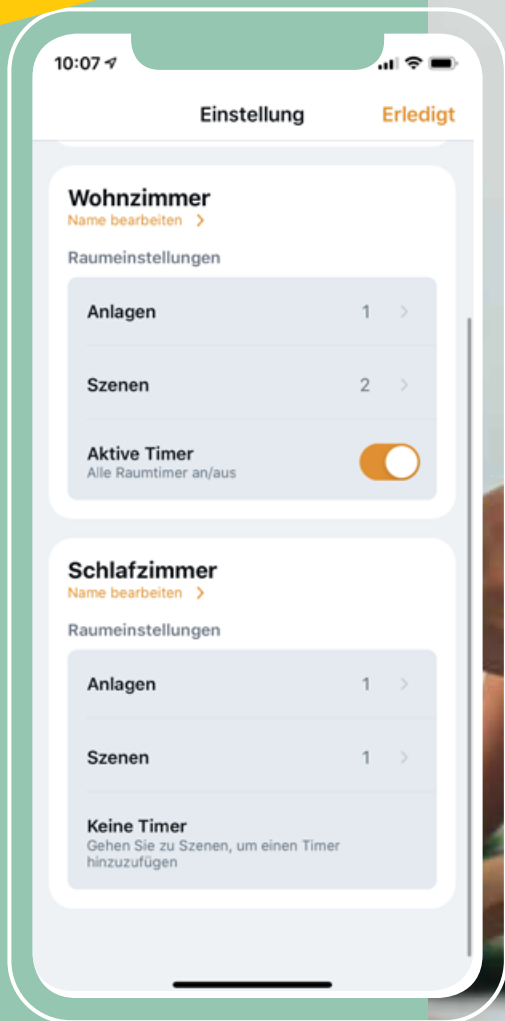 10:07
Einstellung Erledigt
Wohnzimmer
Name bearbeiten >
Raumeinstellungen
Anlagen 1 >
Szenen 2 >
Aktive Timer
Alle Raumtimer an/aus
Schlafzimmer
Name bearbeiten >
Raumeinstellungen
Anlagen 1 >
Szenen 1 >
Keine Timer
Gehen Sie zu Szenen, um einen Timer
hinzuzufügen